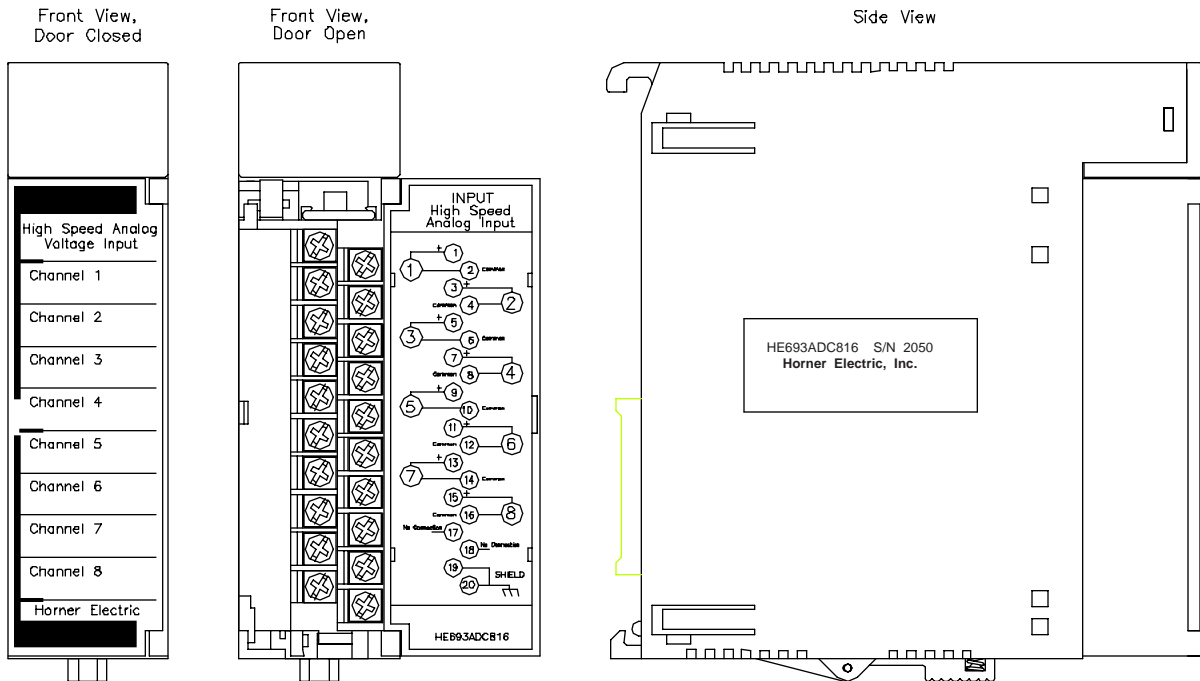 Front View,
Door Closed
Front View,
Door Open
Side View
High Speed Analog
Voltage Input
Channel 1
Channel 2
Channel 3
Channel 4
Channel 5
Channel 6
Channel 7
Channel 8
Horner Electric
INPUT
High Speed
Analog Input
+ 1
1
2 Common
3 +
Common 4 2
+ 5
3
6 Common
7 +
Common 8 4
+ 9
5
10 Common
11 +
Common 12 6
+ 13
7
14 Common
15 +
Common 16 8
No Connection 17
18 No Connection
19
20 SHIELD
HE693ADC816
HE693ADC816 S/N 2050
Horner Electric, Inc.